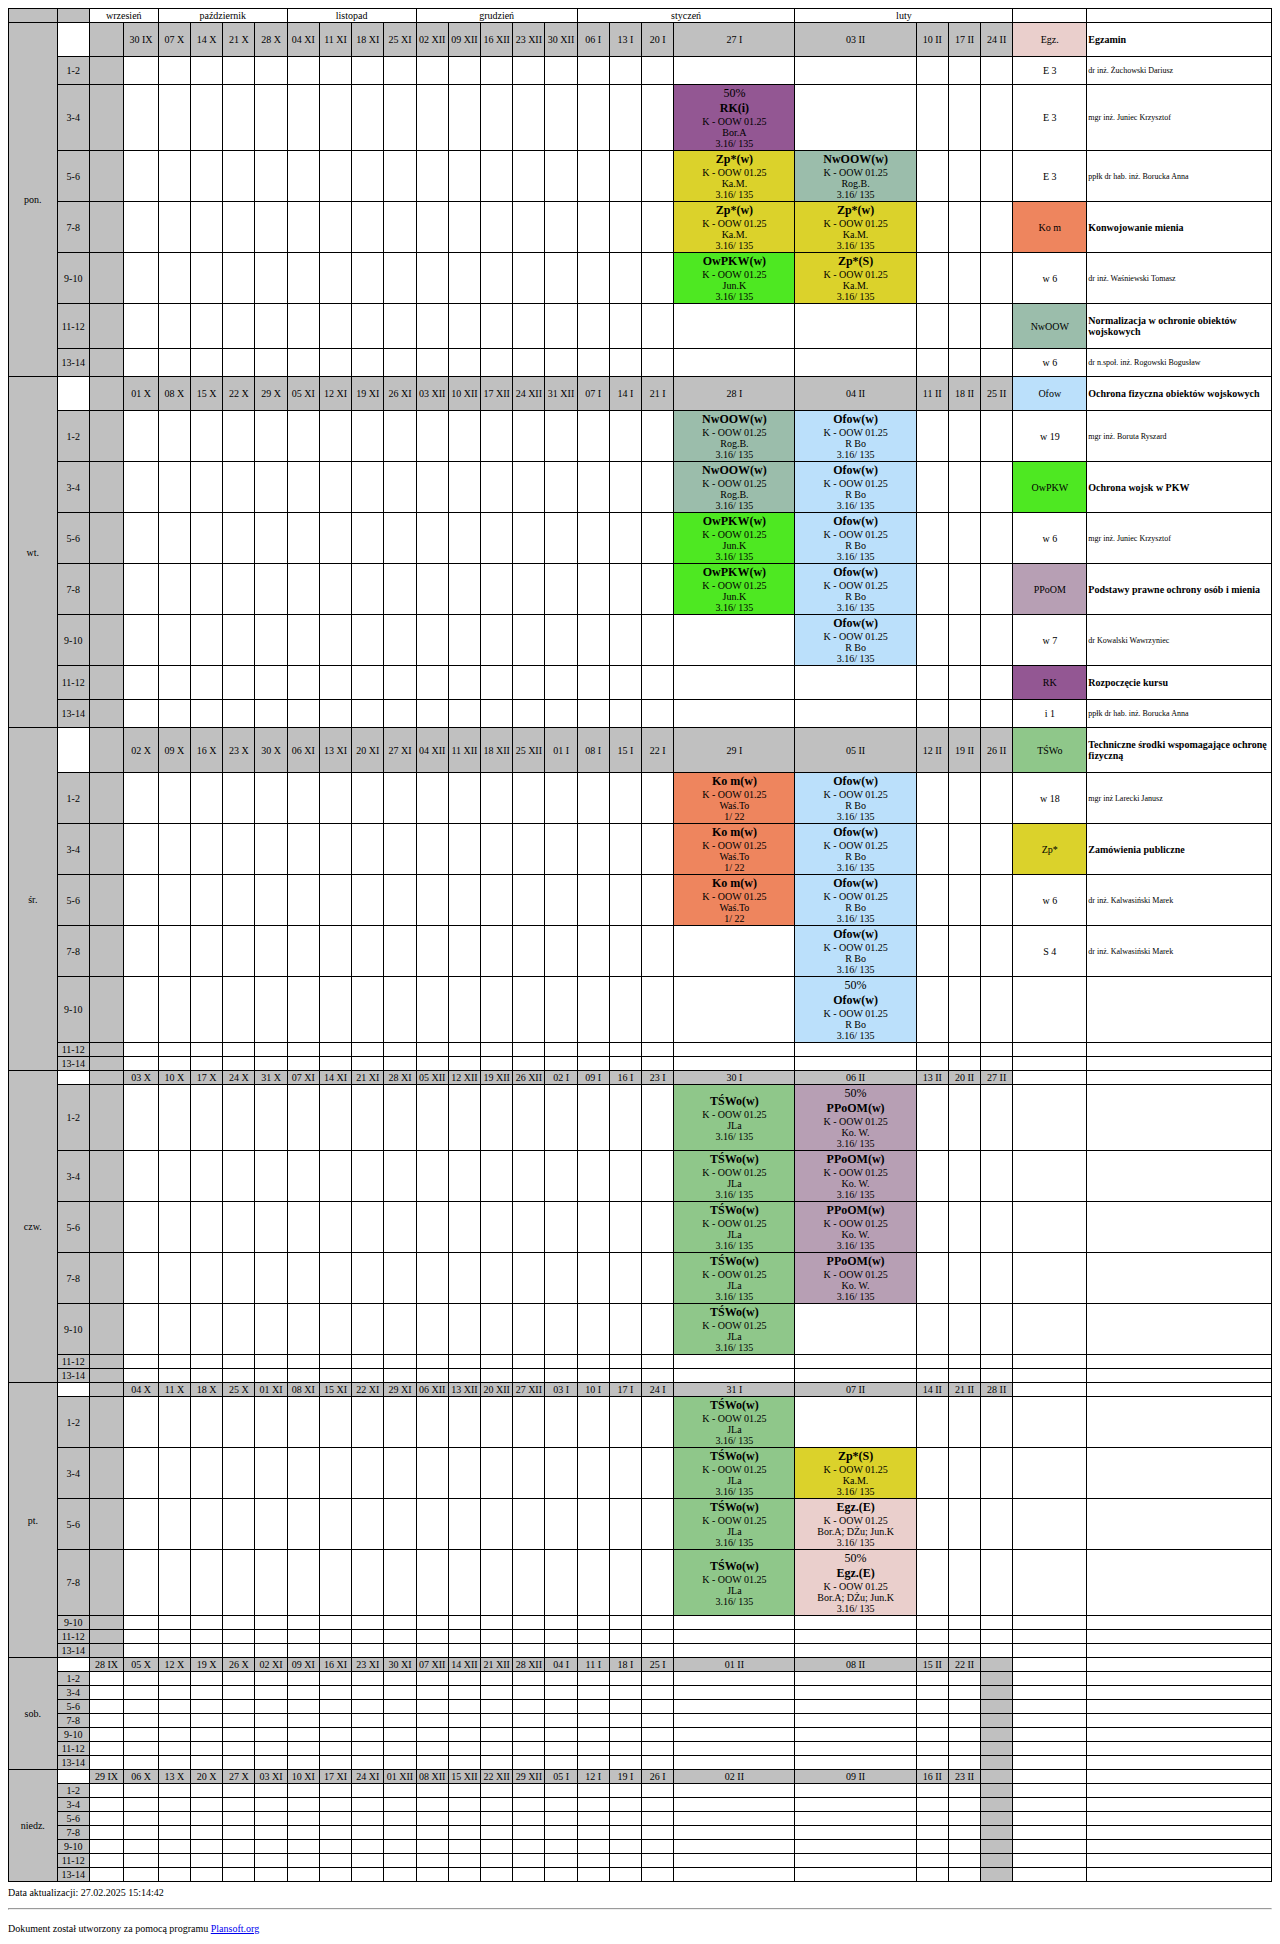 wrzesień październik listopad grudzień styczeń luty
pon. 30 IX 07 X 14 X 21 X 28 X 04 XI 11 XI 18 XI 25 XI 02 XII 09 XII 16 XII 23 XII 30 XII 06 I 13 I 20 I 27 I 03 II 10 II 17 II 24 II Egz. Egzamin
1-2 E 3 dr inż. Żuchowski Dariusz
3-4 50% E 3 mgr inż. Juniec Krzysztof
RK(i)
K - OOW 01.25
Bor.A
3.16/ 135
5-6 Zp*(w) NwOOW(w) E 3 ppłk dr hab. inż. Borucka Anna
K - OOW 01.25 K - OOW 01.25
Ka.M. Rog.B.
3.16/ 135 3.16/ 135
7-8 Zp*(w) Zp*(w) Ko m Konwojowanie mienia
K - OOW 01.25 K - OOW 01.25
Ka.M. Ka.M.
3.16/ 135 3.16/ 135
9-10 OwPKW(w) Zp*(S) w 6 dr inż. Waśniewski Tomasz
K - OOW 01.25 K - OOW 01.25
Jun.K Ka.M.
3.16/ 135 3.16/ 135
11-12 NwOOW Normalizacja w ochronie obiektów
wojskowych
13-14 w 6 dr n.społ. inż. Rogowski Bogusław
wt. 01 X 08 X 15 X 22 X 29 X 05 XI 12 XI 19 XI 26 XI 03 XII 10 XII 17 XII 24 XII 31 XII 07 I 14 I 21 I 28 I 04 II 11 II 18 II 25 II Ofow Ochrona fizyczna obiektów wojskowych
1-2 NwOOW(w) Ofow(w) w 19 mgr inż. Boruta Ryszard
K - OOW 01.25 K - OOW 01.25
Rog.B. R Bo
3.16/ 135 3.16/ 135
3-4 NwOOW(w) Ofow(w) OwPKW Ochrona wojsk w PKW
K - OOW 01.25 K - OOW 01.25
Rog.B. R Bo
3.16/ 135 3.16/ 135
5-6 OwPKW(w) Ofow(w) w 6 mgr inż. Juniec Krzysztof
K - OOW 01.25 K - OOW 01.25
Jun.K R Bo
3.16/ 135 3.16/ 135
7-8 OwPKW(w) Ofow(w) PPoOM Podstawy prawne ochrony osób i mienia
K - OOW 01.25 K - OOW 01.25
Jun.K R Bo
3.16/ 135 3.16/ 135
9-10 Ofow(w) w 7 dr Kowalski Wawrzyniec
K - OOW 01.25
R Bo
3.16/ 135
11-12 RK Rozpoczęcie kursu
13-14 i 1 ppłk dr hab. inż. Borucka Anna
śr. 02 X 09 X 16 X 23 X 30 X 06 XI 13 XI 20 XI 27 XI 04 XII 11 XII 18 XII 25 XII 01 I 08 I 15 I 22 I 29 I 05 II 12 II 19 II 26 II TŚWo Techniczne środki wspomagające ochronę
fizyczną
1-2 Ko m(w) Ofow(w) w 18 mgr inż Larecki Janusz
K - OOW 01.25 K - OOW 01.25
Waś.To R Bo
1/ 22 3.16/ 135
3-4 Ko m(w) Ofow(w) Zp* Zamówienia publiczne
K - OOW 01.25 K - OOW 01.25
Waś.To R Bo
1/ 22 3.16/ 135
5-6 Ko m(w) Ofow(w) w 6 dr inż. Kalwasiński Marek
K - OOW 01.25 K - OOW 01.25
Waś.To R Bo
1/ 22 3.16/ 135
7-8 Ofow(w) S 4 dr inż. Kalwasiński Marek
K - OOW 01.25
R Bo
3.16/ 135
9-10 50%
Ofow(w)
K - OOW 01.25
R Bo
3.16/ 135
11-12
13-14
czw. 03 X 10 X 17 X 24 X 31 X 07 XI 14 XI 21 XI 28 XI 05 XII 12 XII 19 XII 26 XII 02 I 09 I 16 I 23 I 30 I 06 II 13 II 20 II 27 II
1-2 TŚWo(w) 50%
K - OOW 01.25 PPoOM(w)
JLa K - OOW 01.25
3.16/ 135 Ko. W.
3.16/ 135
3-4 TŚWo(w) PPoOM(w)
K - OOW 01.25 K - OOW 01.25
JLa Ko. W.
3.16/ 135 3.16/ 135
5-6 TŚWo(w) PPoOM(w)
K - OOW 01.25 K - OOW 01.25
JLa Ko. W.
3.16/ 135 3.16/ 135
7-8 TŚWo(w) PPoOM(w)
K - OOW 01.25 K - OOW 01.25
JLa Ko. W.
3.16/ 135 3.16/ 135
9-10 TŚWo(w)
K - OOW 01.25
JLa
3.16/ 135
11-12
13-14
pt. 04 X 11 X 18 X 25 X 01 XI 08 XI 15 XI 22 XI 29 XI 06 XII 13 XII 20 XII 27 XII 03 I 10 I 17 I 24 I 31 I 07 II 14 II 21 II 28 II
1-2 TŚWo(w)
K - OOW 01.25
JLa
3.16/ 135
3-4 TŚWo(w) Zp*(S)
K - OOW 01.25 K - OOW 01.25
JLa Ka.M.
3.16/ 135 3.16/ 135
5-6 TŚWo(w) Egz.(E)
K - OOW 01.25 K - OOW 01.25
JLa Bor.A; DŻu; Jun.K
3.16/ 135 3.16/ 135
7-8 TŚWo(w) 50%
K - OOW 01.25 Egz.(E)
JLa K - OOW 01.25
3.16/ 135 Bor.A; DŻu; Jun.K
3.16/ 135
9-10
11-12
13-14
sob. 28 IX 05 X 12 X 19 X 26 X 02 XI 09 XI 16 XI 23 XI 30 XI 07 XII 14 XII 21 XII 28 XII 04 I 11 I 18 I 25 I 01 II 08 II 15 II 22 II
1-2
3-4
5-6
7-8
9-10
11-12
13-14
niedz. 29 IX 06 X 13 X 20 X 27 X 03 XI 10 XI 17 XI 24 XI 01 XII 08 XII 15 XII 22 XII 29 XII 05 I 12 I 19 I 26 I 02 II 09 II 16 II 23 II
1-2
3-4
5-6
7-8
9-10
11-12
13-14
Data aktualizacji: 27.02.2025 15:14:42
Dokument został utworzony za pomocą programu Plansoft.org